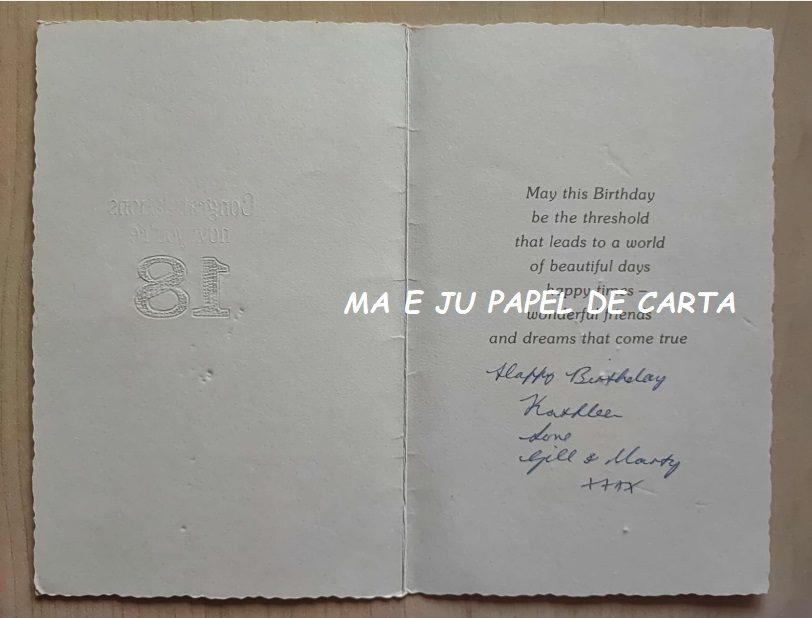 Congratulations
now you're
18
May this Birthday
be the threshold
that leads to a world
of beautiful days
happy times –
wonderful friends
and dreams that come true
MA E JU PAPEL DE CARTA
Happy Birthday
Kathleen
Love
Gill & Marty
XXXX